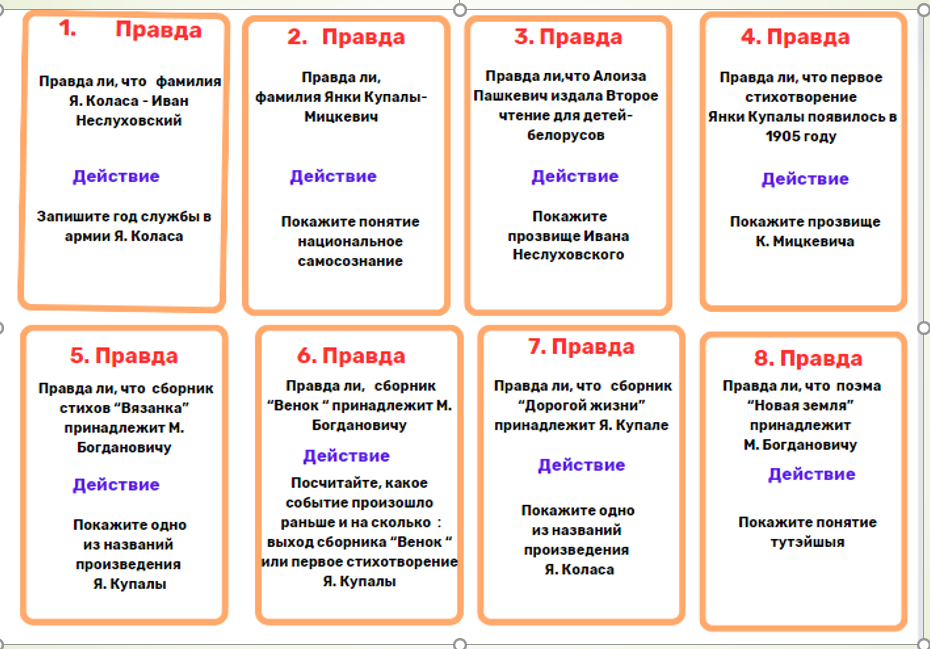 1. Правда
Правда ли, что фамилия
Я. Коласа - Иван
Неслуховский
Действие
Запишите год службы в
армии Я. Коласа
2. Правда
Правда ли,
фамилия Янки Купалы-
Мицкевич
Действие
Покажите понятие
национальное
самосознание
3. Правда
Правда ли,что Алоиза
Пашкевич издала Второе
чтение для детей-
белорусов
Действие
Покажите
прозвище Ивана
Неслуховского
4. Правда
Правда ли, что первое
стихотворение
Янки Купалы появилось в
1905 году
Действие
Покажите прозвище
К. Мицкевича
5. Правда
Правда ли, что сборник
стихов “Вязанка”
принадлежит М.
Богдановичу
Действие
Покажите одно
из названий
произведения
Я. Купалы
6. Правда
Правда ли, сборник
“Венок “ принадлежит М.
Богдановичу
Действие
Посчитайте, какое
событие произошло
раньше и на сколько :
выход сборника “Венок “
или первое стихотворение
Я. Купалы
7. Правда
Правда ли, что сборник
“Дорогой жизни”
принадлежит Я. Купале
Действие
Покажите одно
из названий
произведения
Я. Коласа
8. Правда
Правда ли, что поэма
“Новая земля”
принадлежит
М. Богдановичу
Действие
Покажите понятие
тутэйшыя